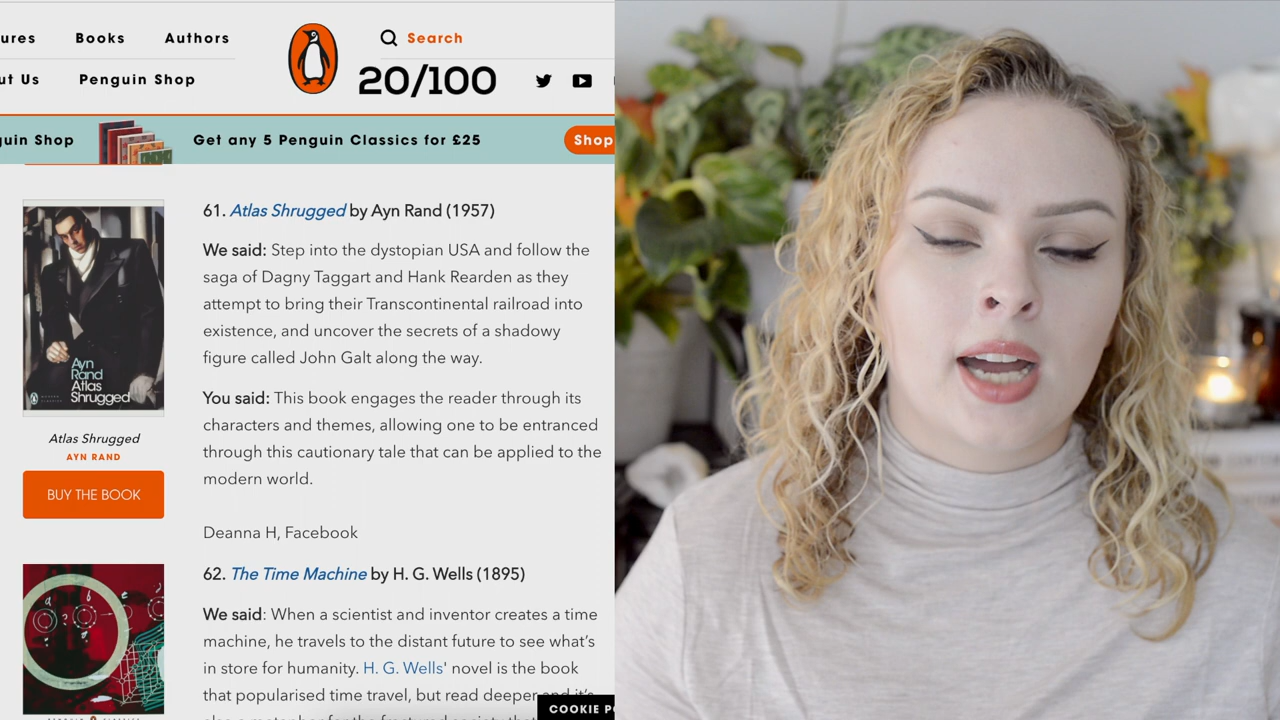 ures Books Authors
Search
ut Us Penguin Shop
20/100
guin Shop Get any 5 Penguin Classics for £25 Shop
61. Atlas Shrugged by Ayn Rand (1957)
We said: Step into the dystopian USA and follow the
saga of Dagny Taggart and Hank Rearden as they
attempt to bring their Transcontinental railroad into
existence, and uncover the secrets of a shadowy
figure called John Galt along the way.
Ayn
Rand
Atlas
Shrugged
You said: This book engages the reader through its
characters and themes, allowing one to be entranced
through this cautionary tale that can be applied to the
modern world.
Atlas Shrugged
AYN RAND
BUY THE BOOK
Deanna H, Facebook
62. The Time Machine by H. G. Wells (1895)
We said: When a scientist and inventor creates a time
machine, he travels to the distant future to see what's
in store for humanity. H. G. Wells' novel is the book
that popularised time travel, but read deeper and it's
COOKIE PO